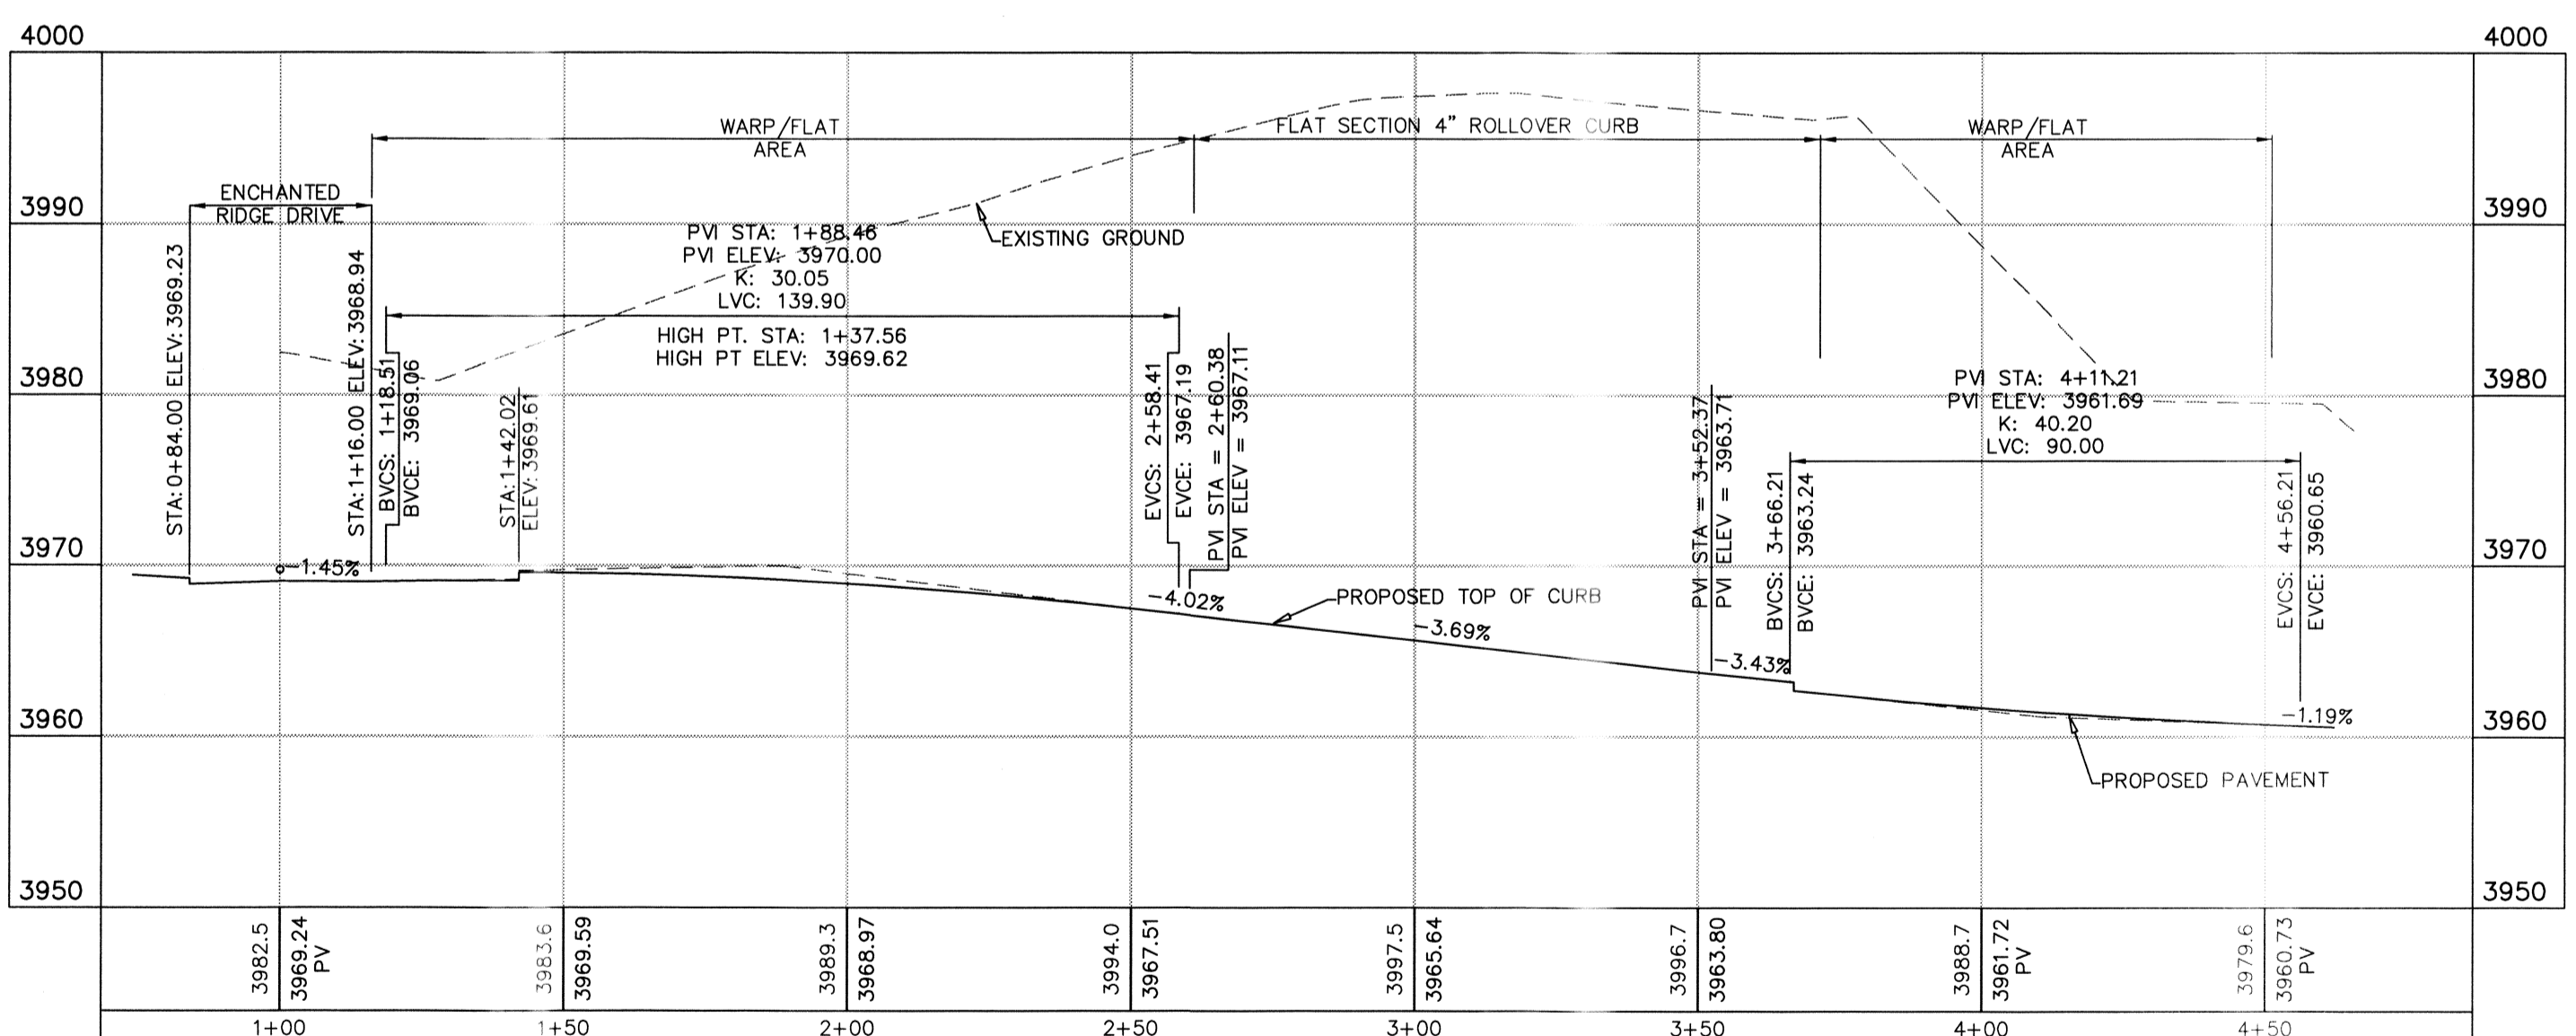 4000
4000
WARP/FLAT
AREA
FLAT SECTION 4" ROLLOVER CURB
WARP/FLAT
AREA
ENCHANTED
RIDGE DRIVE
3990
3990
PVI STA: 1+88.46
PVI ELEV: 3970.00
K: 30.05
LVC: 139.90
EXISTING GROUND
HIGH PT. STA: 1+37.56
HIGH PT ELEV: 3969.62
STA: 0+84.00 ELEV: 3969.23
STA: 1+16.00 ELEV: 3968.94
BVCS: 1+18.51
BVCE: 3969.06
STA: 1+42.02
ELEV: 3969.61
EVCS: 2+58.41
EVCE: 3967.19
PVI STA = 2+60.38
PVI ELEV = 3967.11
PVI STA = 3+52.37
PVI ELEV = 3963.71
PVI STA: 4+11.21
PVI ELEV: 3961.69
K: 40.20
LVC: 90.00
BVCS: 3+66.21
BVCE: 3963.24
EVCS: 4+56.21
EVCE: 3960.65
3980
3980
3970
3970
-1.45%
-4.02%
PROPOSED TOP OF CURB
-3.69%
-3.43%
-1.19%
3960
3960
PROPOSED PAVEMENT
3950
3950
3982.5
3969.24
PV
3983.6
3969.59
3989.3
3968.97
3994.0
3967.51
3997.5
3965.64
3996.7
3963.80
3988.7
3961.72
PV
3979.6
3960.73
PV
1+00
1+50
2+00
2+50
3+00
3+50
4+00
4+50